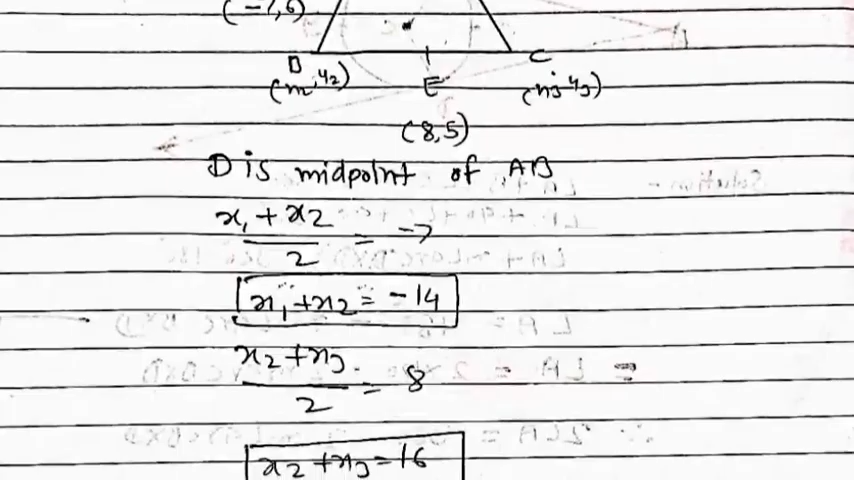 (-7,6)
B C
(x2,y2) E (x3,y3)
(8,5)
D is midpoint of AB
x1 + x2 / 2 = -7
x1 + x2 = -14
x2 + x3 / 2 = 8
x2 + x3 = 16